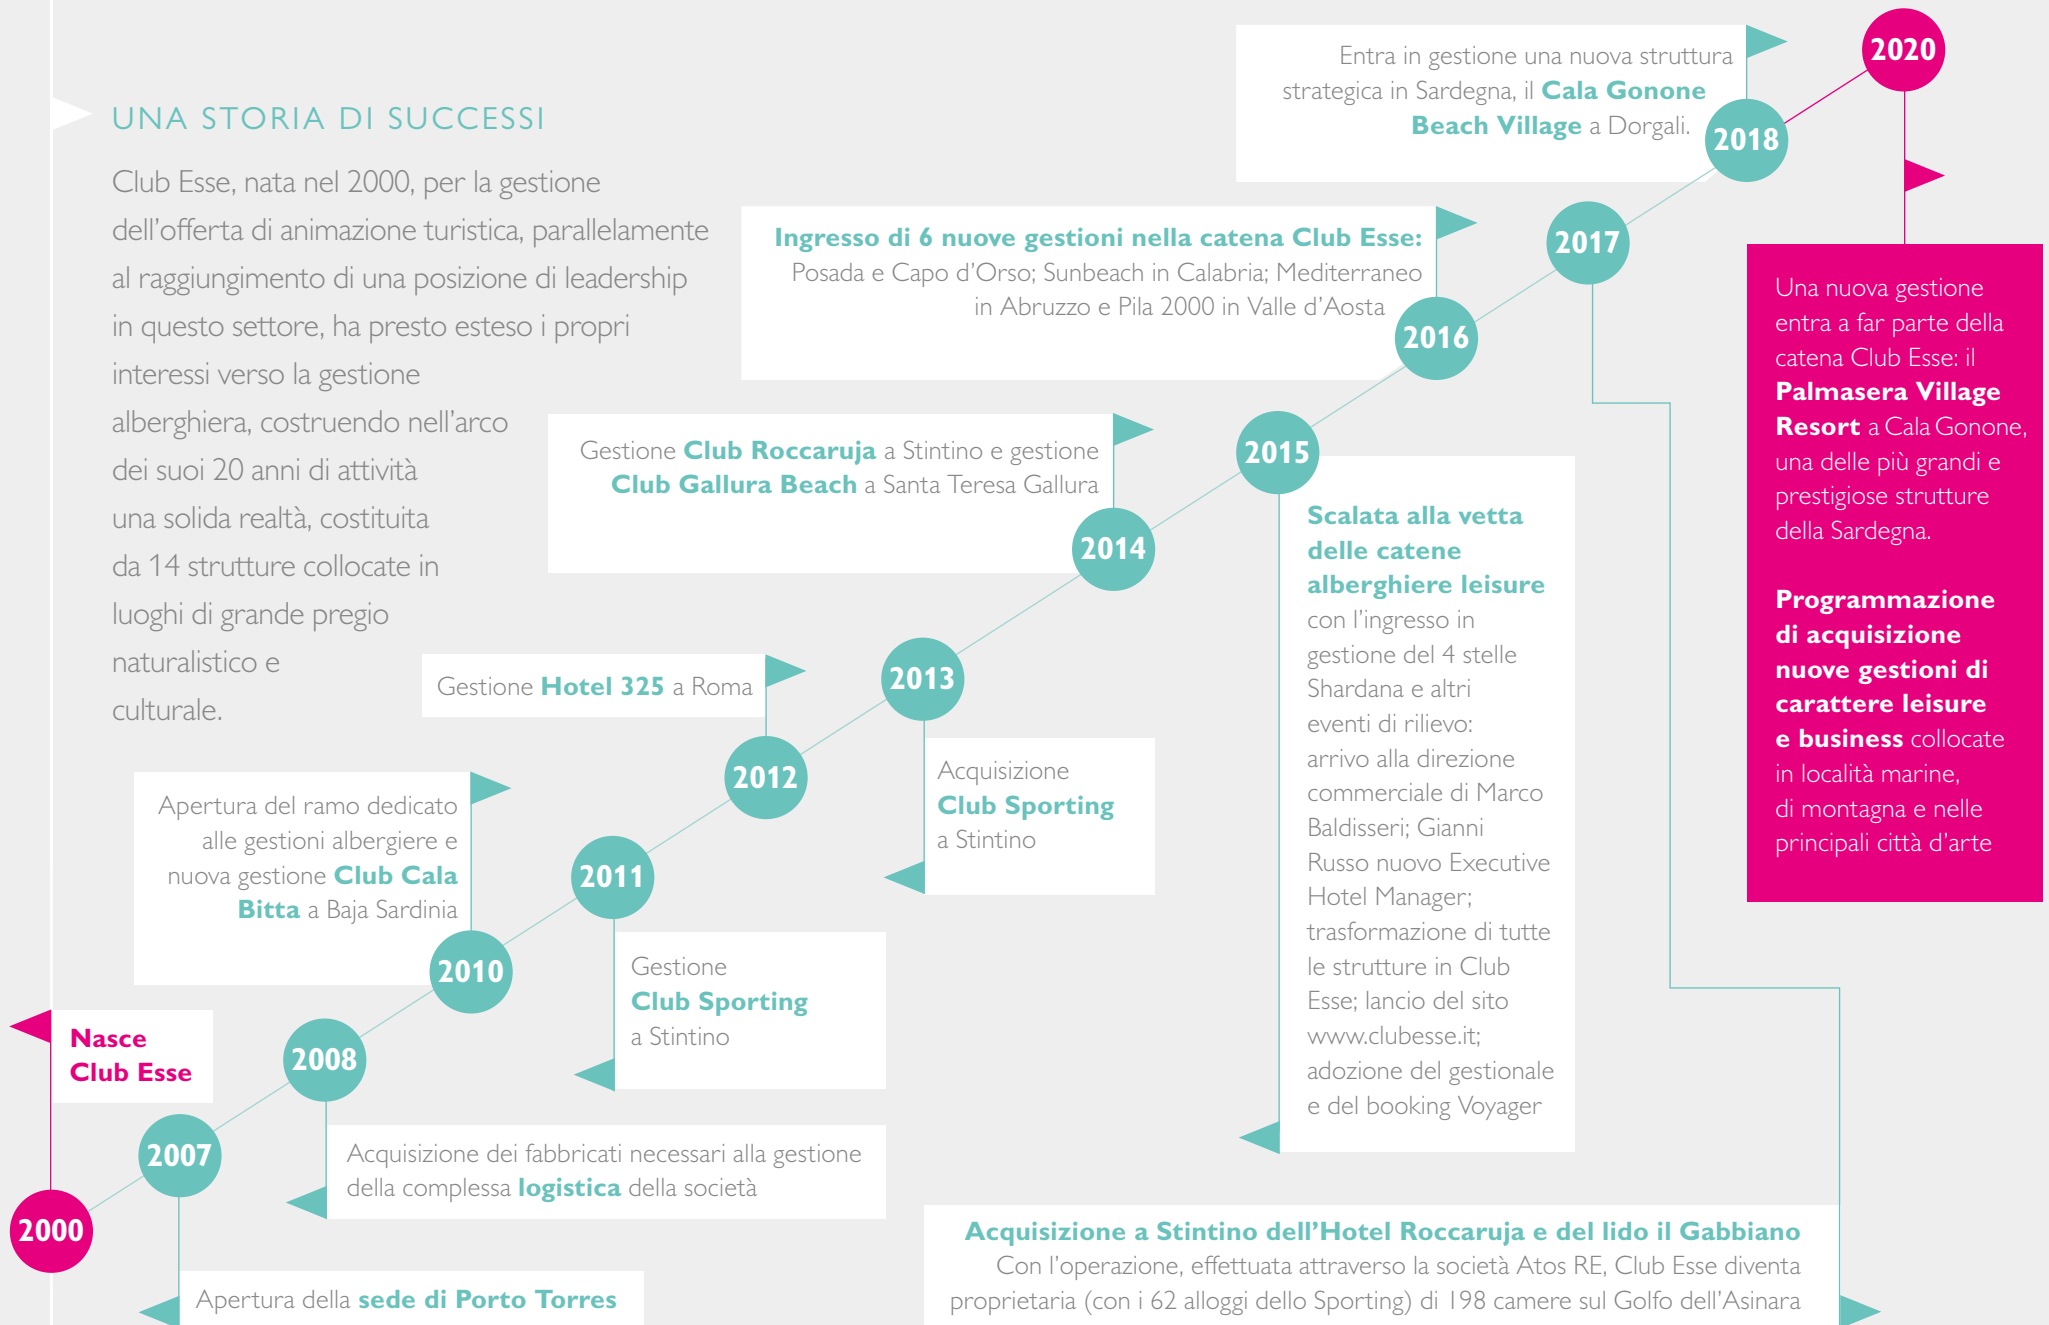 UNA STORIA DI SUCCESSI
Club Esse, nata nel 2000, per la gestione
dell'offerta di animazione turistica, parallelamente
al raggiungimento di una posizione di leadership
in questo settore, ha presto esteso i propri
interessi verso la gestione
alberghiera, costruendo nell'arco
dei suoi 20 anni di attività
una solida realtà, costituita
da 14 strutture collocate in
luoghi di grande pregio
naturalistico e
culturale.
2000
Nasce
Club Esse
2007
Apertura della sede di Porto Torres
2008
Acquisizione dei fabbricati necessari alla gestione
della complessa logistica della società
2010
Apertura del ramo dedicato
alle gestioni albergiere e
nuova gestione Club Cala
Bitta a Baja Sardinia
2011
Gestione
Club Sporting
a Stintino
2012
Gestione Hotel 325 a Roma
2013
Acquisizione
Club Sporting
a Stintino
2014
Gestione Club Roccaruja a Stintino e gestione
Club Gallura Beach a Santa Teresa Gallura
2015
Scalata alla vetta
delle catene
alberghiere leisure
con l'ingresso in
gestione del 4 stelle
Shardana e altri
eventi di rilievo:
arrivo alla direzione
commerciale di Marco
Baldisseri; Gianni
Russo nuovo Executive
Hotel Manager;
trasformazione di tutte
le strutture in Club
Esse; lancio del sito
www.clubesse.it;
adozione del gestionale
e del booking Voyager
2016
Ingresso di 6 nuove gestioni nella catena Club Esse:
Posada e Capo d'Orso; Sunbeach in Calabria; Mediterraneo
in Abruzzo e Pila 2000 in Valle d'Aosta
2017
Acquisizione a Stintino dell'Hotel Roccaruja e del lido il Gabbiano
Con l'operazione, effettuata attraverso la società Atos RE, Club Esse diventa
proprietaria (con i 62 alloggi dello Sporting) di 198 camere sul Golfo dell'Asinara
2018
Entra in gestione una nuova struttura
strategica in Sardegna, il Cala Gonone
Beach Village a Dorgali.
2020
Una nuova gestione
entra a far parte della
catena Club Esse: il
Palmasera Village
Resort a Cala Gonone,
una delle più grandi e
prestigiose strutture
della Sardegna.
Programmazione
di acquisizione
nuove gestioni di
carattere leisure
e business collocate
in località marine,
di montagna e nelle
principali città d'arte